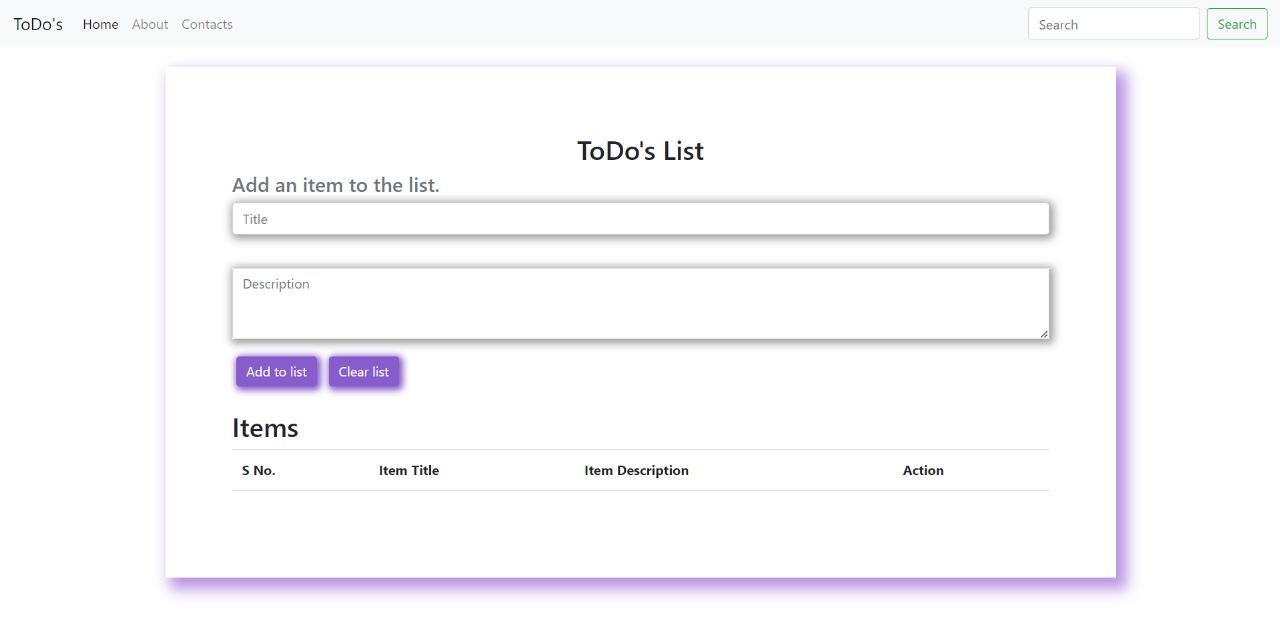 ToDo's Home About Contacts Search Search
ToDo's List
Add an item to the list.
Title
Description
Add to list Clear list
Items
S No. Item Title Item Description Action